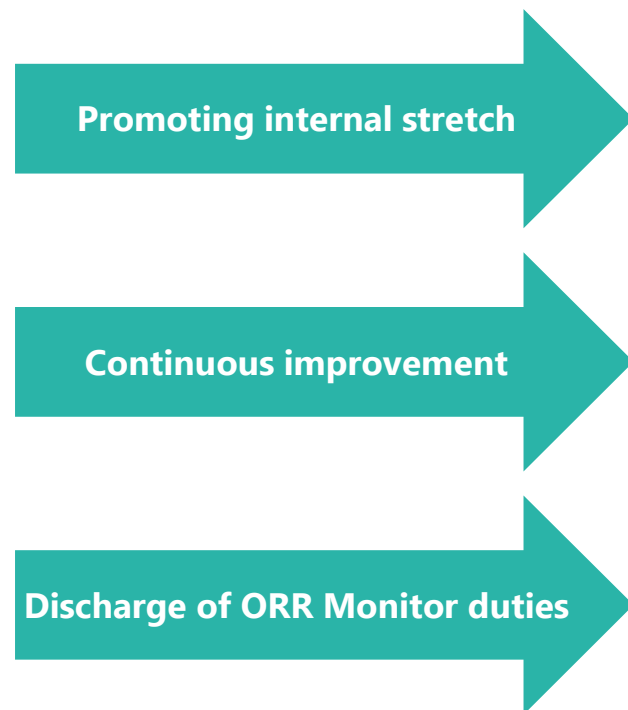 Promoting internal stretch
Continuous improvement
Discharge of ORR Monitor duties